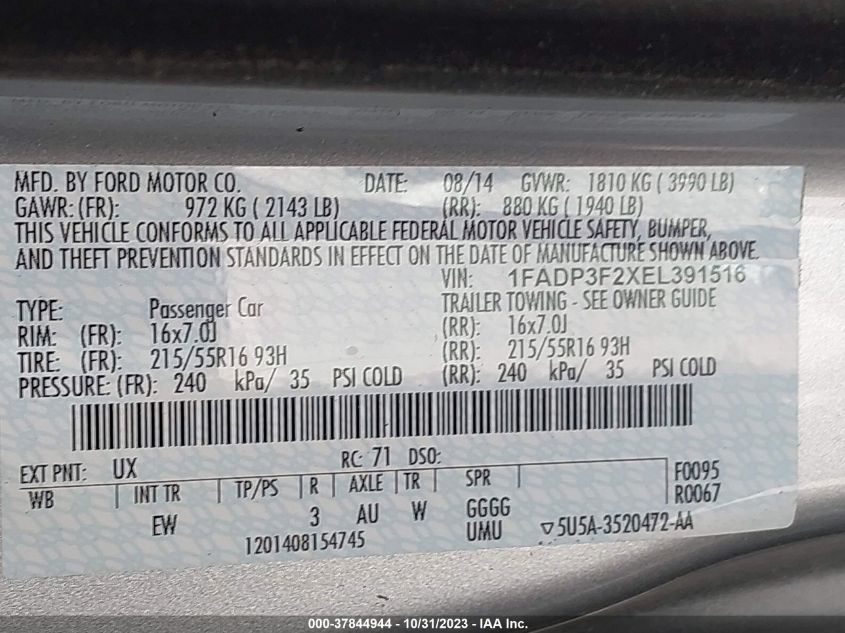 MFD. BY FORD MOTOR CO. DATE: 08/14 GVWR: 1810 KG ( 3990 LB)
GAWR: (FR): 972 KG ( 2143 LB) (RR): 880 KG ( 1940 LB)
THIS VEHICLE CONFORMS TO ALL APPLICABLE FEDERAL MOTOR VEHICLE SAFETY, BUMPER,
AND THEFT PREVENTION STANDARDS IN EFFECT ON THE DATE OF MANUFACTURE SHOWN ABOVE.
VIN: 1FADP3F2XEL391516
TYPE: Passenger Car TRAILER TOWING - SEE OWNER GUIDE
RIM: (FR): 16x7.0J (RR): 16x7.0J
TIRE: (FR): 215/55R16 93H (RR): 215/55R16 93H
PRESSURE: (FR): 240 kPa/ 35 PSI COLD (RR): 240 kPa/ 35 PSI COLD
EXT PNT: UX RC: 71 DSO: F0095
WB INT TR TP/PS R AXLE TR SPR R0067
EW 3 AU W GGGG
1201408154745 UMU ▽5U5A-3520472-AA
000-37844944 - 10/31/2023 - IAA Inc.